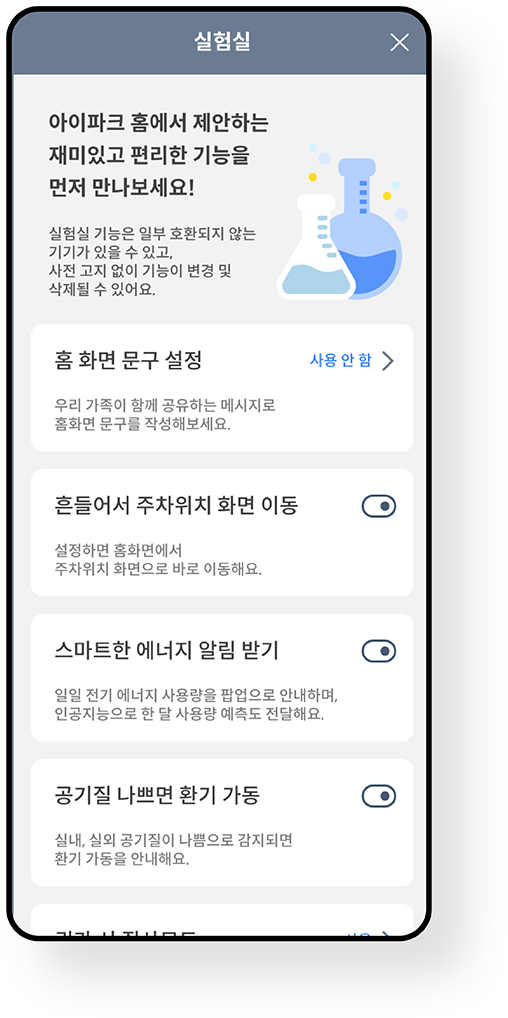 실험실
아이파크 홈에서 제안하는
재미있고 편리한 기능을
먼저 만나보세요!
실험실 기능은 일부 호환되지 않는
기기가 있을 수 있고,
사전 고지 없이 기능이 변경 및
삭제될 수 있어요.
홈 화면 문구 설정
사용 안 함
우리 가족이 함께 공유하는 메시지로
홈화면 문구를 작성해보세요.
흔들어서 주차위치 화면 이동
설정하면 홈화면에서
주차위치 화면으로 바로 이동해요.
스마트한 에너지 알림 받기
일일 전기 에너지 사용량을 팝업으로 안내하며,
인공지능으로 한 달 사용량 예측도 전달해요.
공기질 나쁘면 환기 가동
실내, 실외 공기질이 나쁨으로 감지되면
환기 가동을 안내해요.